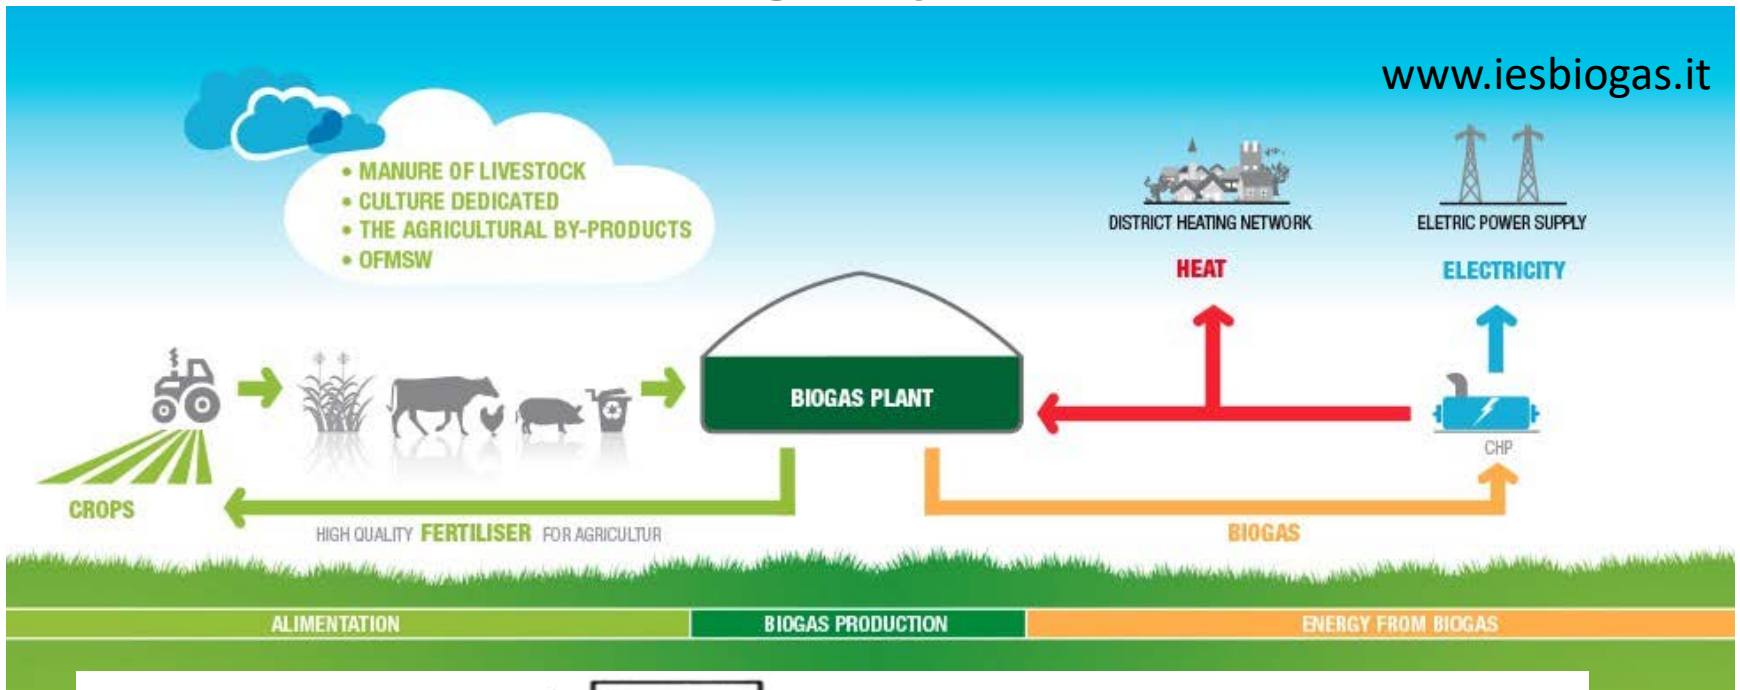 www.iesbiogas.it
• MANURE OF LIVESTOCK
• CULTURE DEDICATED
• THE AGRICULTURAL BY-PRODUCTS
• OFMSW
DISTRICT HEATING NETWORK
HEAT
ELETRIC POWER SUPPLY
ELECTRICITY
BIOGAS PLANT
CHP
CROPS
HIGH QUALITY FERTILISER FOR AGRICULTUR
BIOGAS
ALIMENTATION
BIOGAS PRODUCTION
ENERGY FROM BIOGAS